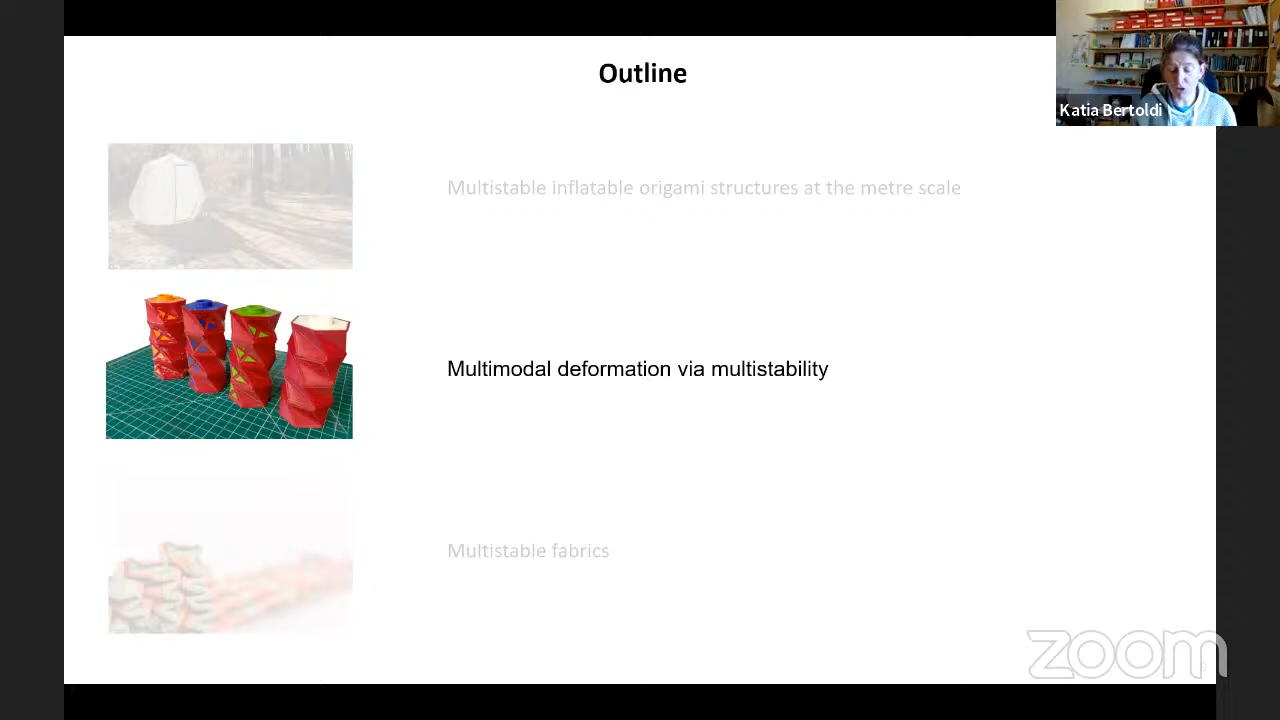 Outline
Katia Bertoldi
Multistable inflatable origami structures at the metre scale
Multimodal deformation via multistability
Multistable fabrics
zoom